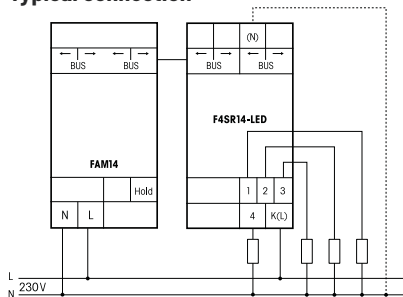 Typical connection
(N)
← → ← → ← → ← →
BUS BUS BUS BUS
F4SR14-LED
FAM14
Hold 1 2 3
N L 4 K(L)
L
230V
N